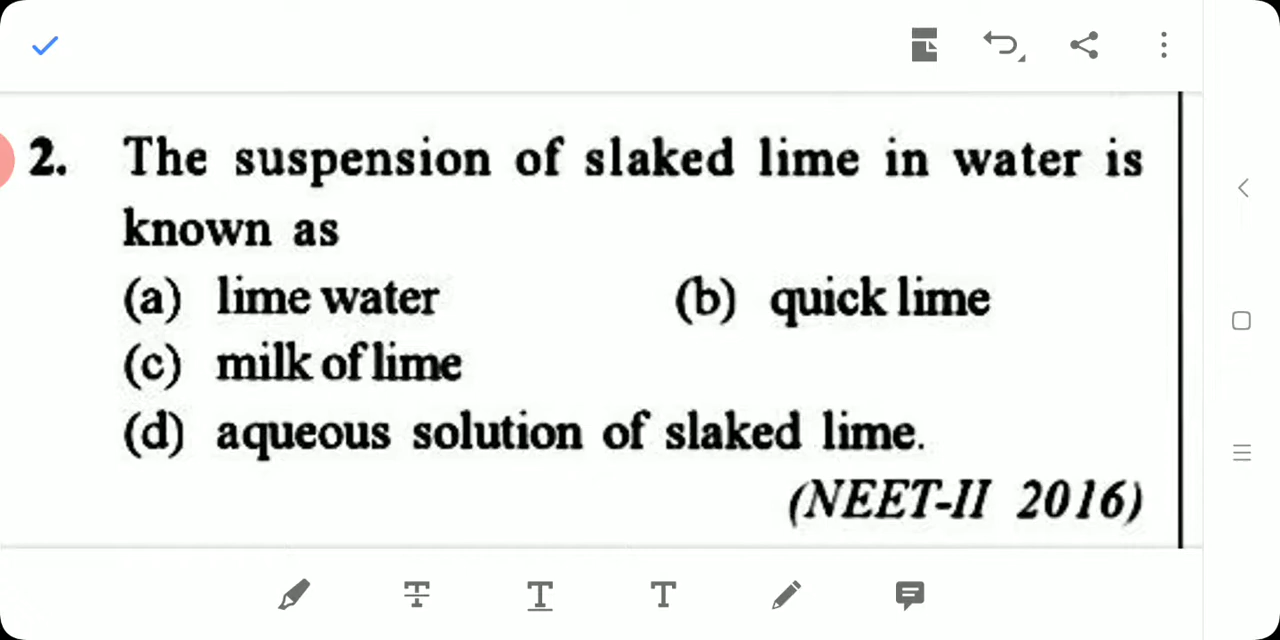 2. The suspension of slaked lime in water is
known as
(a) lime water (b) quick lime
(c) milk of lime
(d) aqueous solution of slaked lime.
(NEET-II 2016)